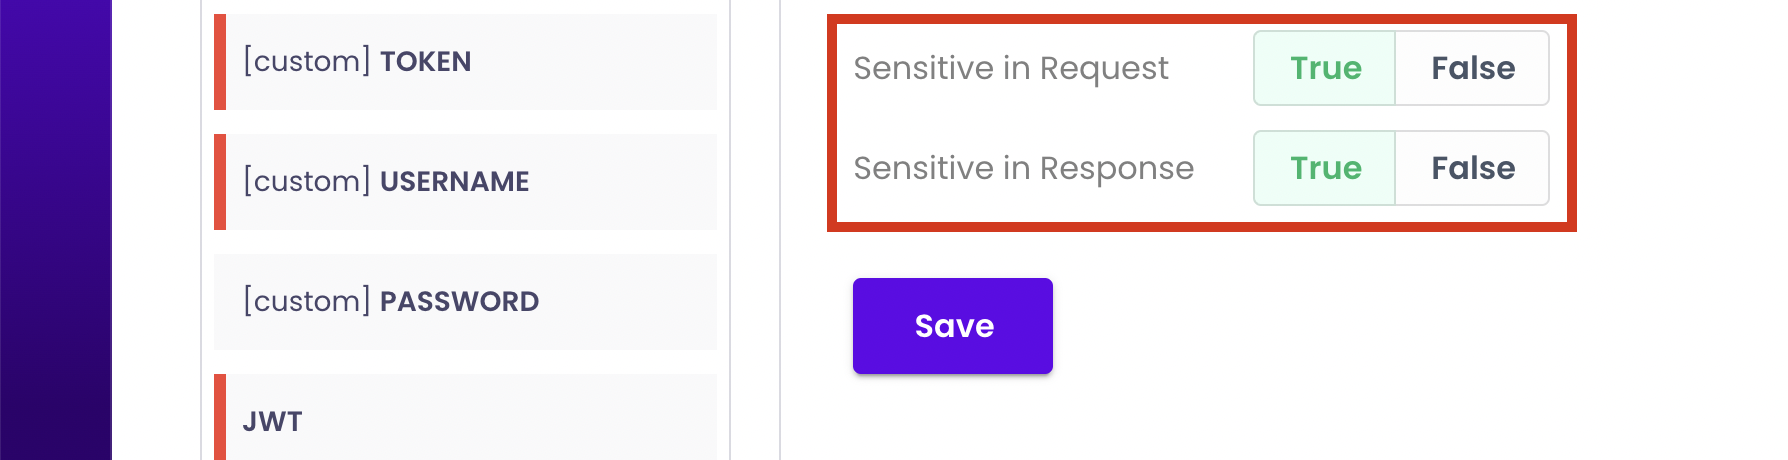 [custom] TOKEN
[custom] USERNAME
[custom] PASSWORD
JWT
Sensitive in Request True False
Sensitive in Response True False
Save